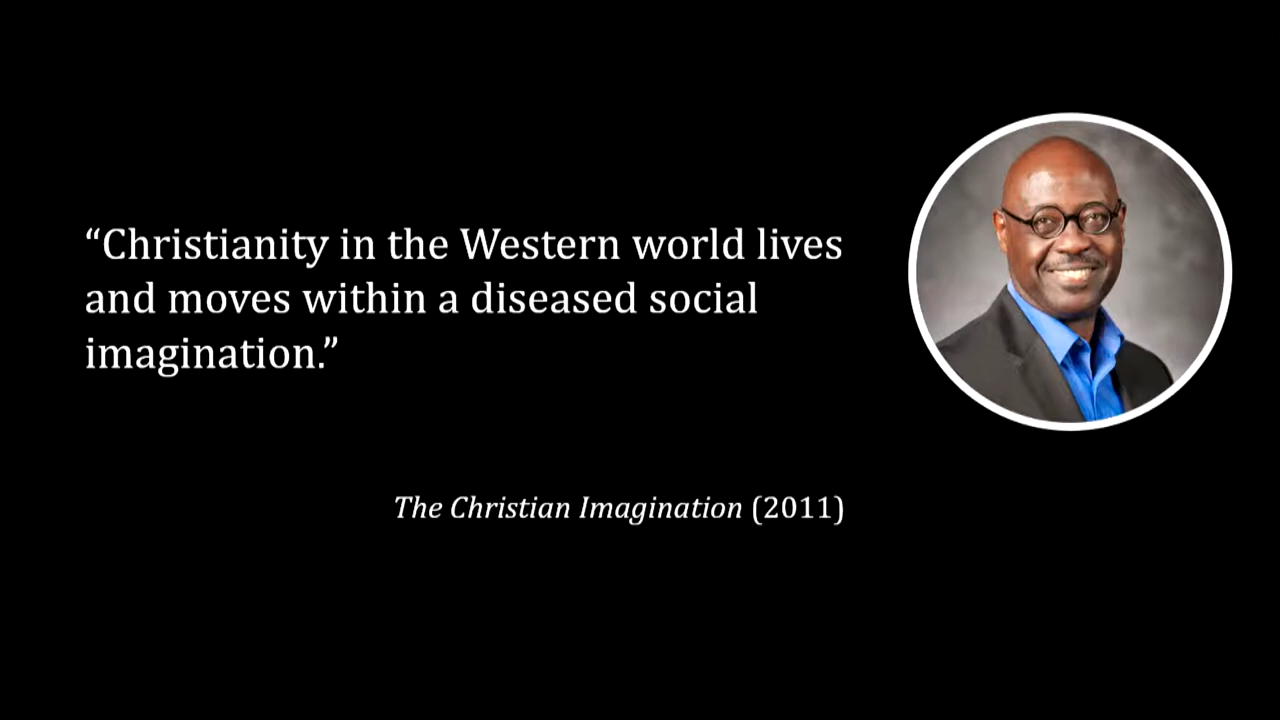 “Christianity in the Western world lives
and moves within a diseased social
imagination.”
The Christian Imagination (2011)